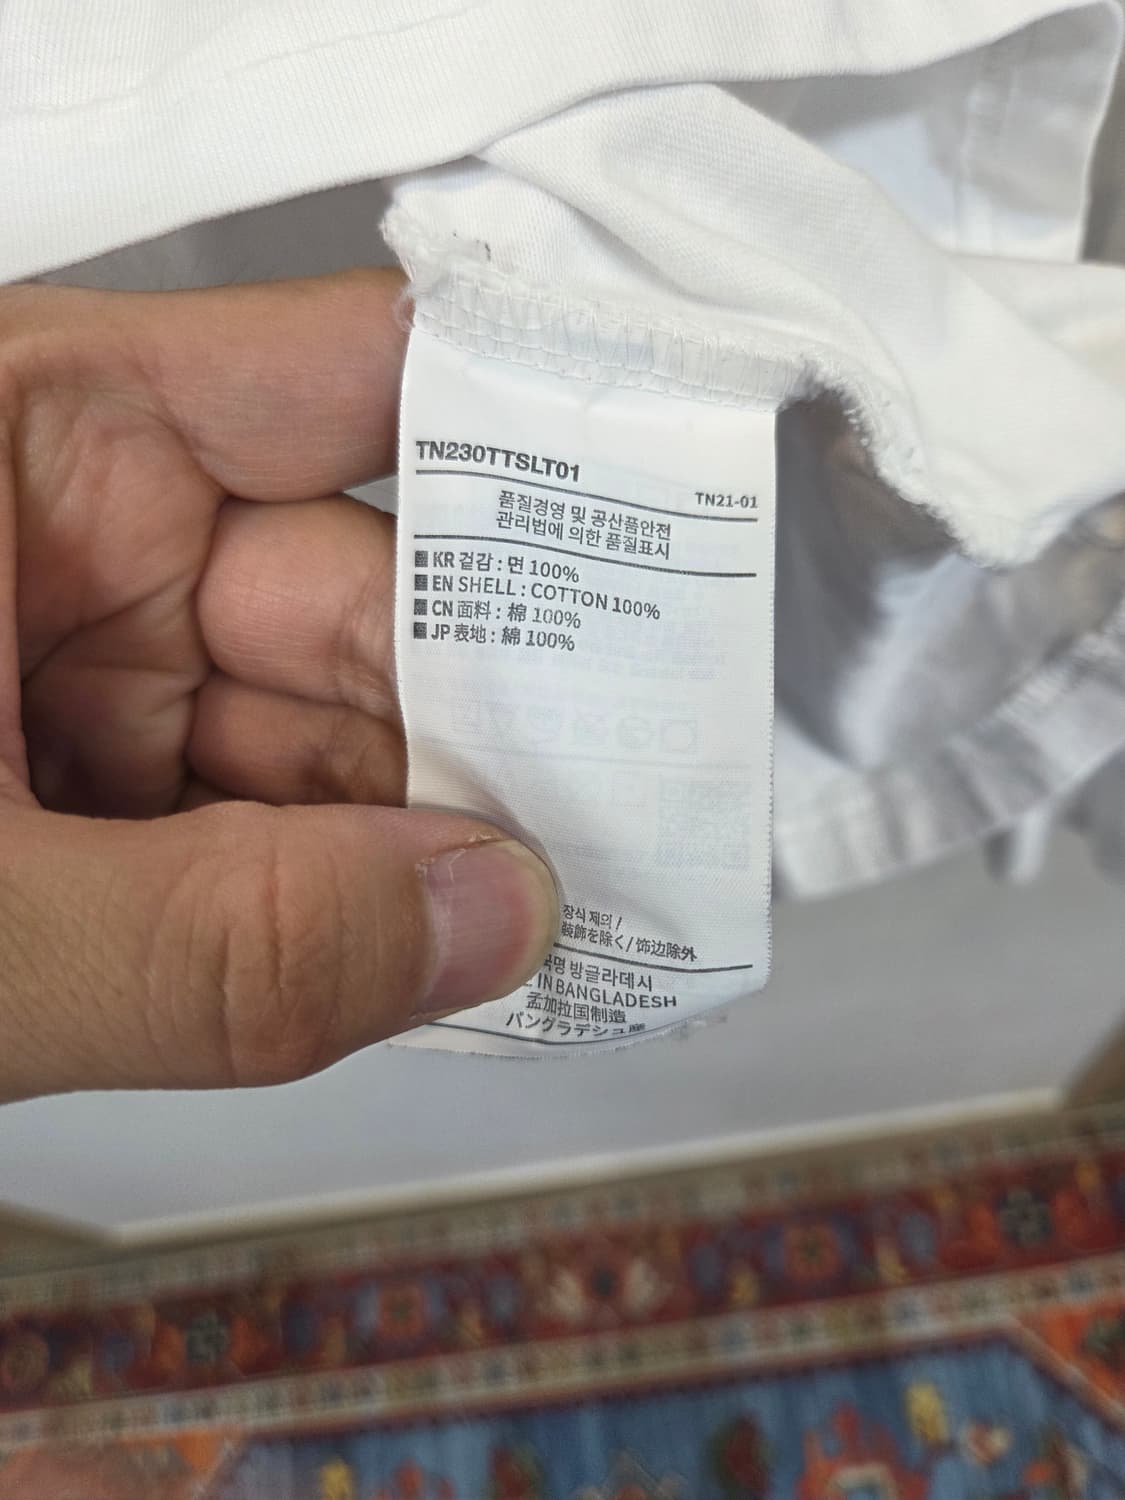 TN230TTSLT01
TN21-01
품질경영 및 공산품안전
관리법에 의한 품질표시
KR 겉감 : 면 100%
EN SHELL : COTTON 100%
CN 面料 : 棉 100%
JP 表地 : 綿 100%
장식 제외 /
装飾を除く/ 饰边除外
방글라데시
IN BANGLADESH
孟加拉国制造
バングラデシュ産